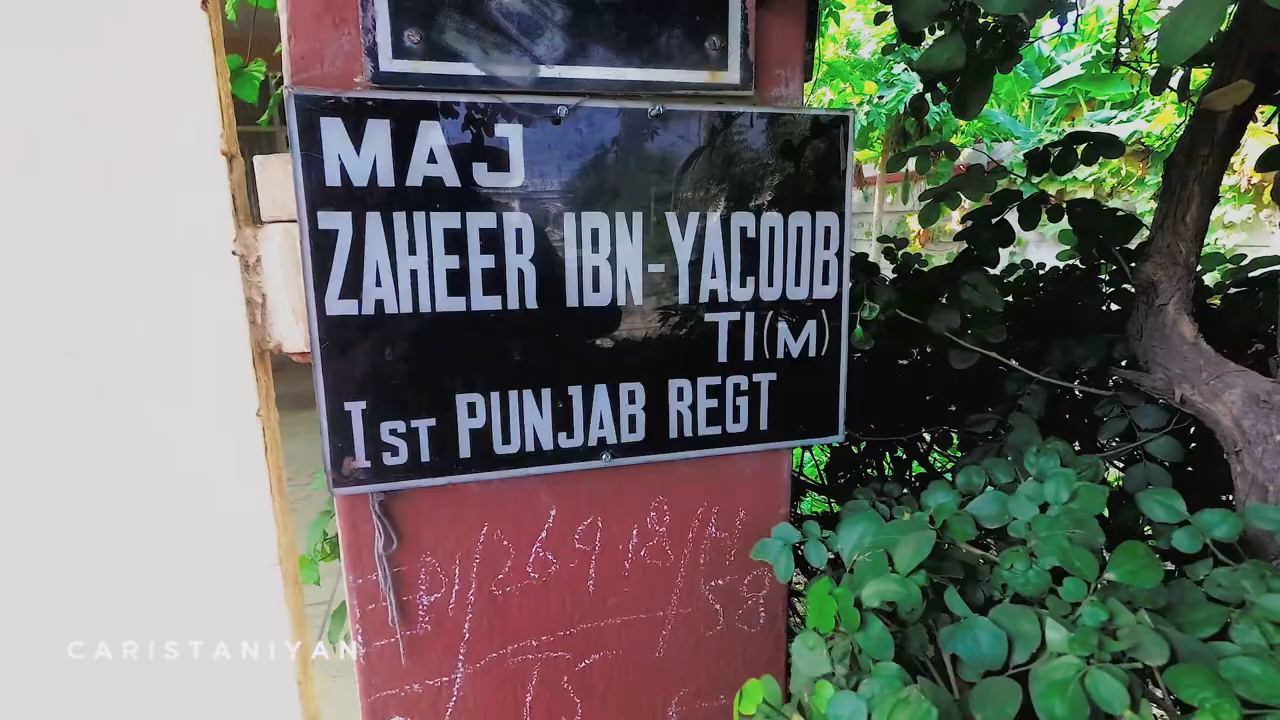 MAJ
ZAHEER IBN-YACOOB
TI(M)
1ST PUNJAB REGT
CARISTANIYAN